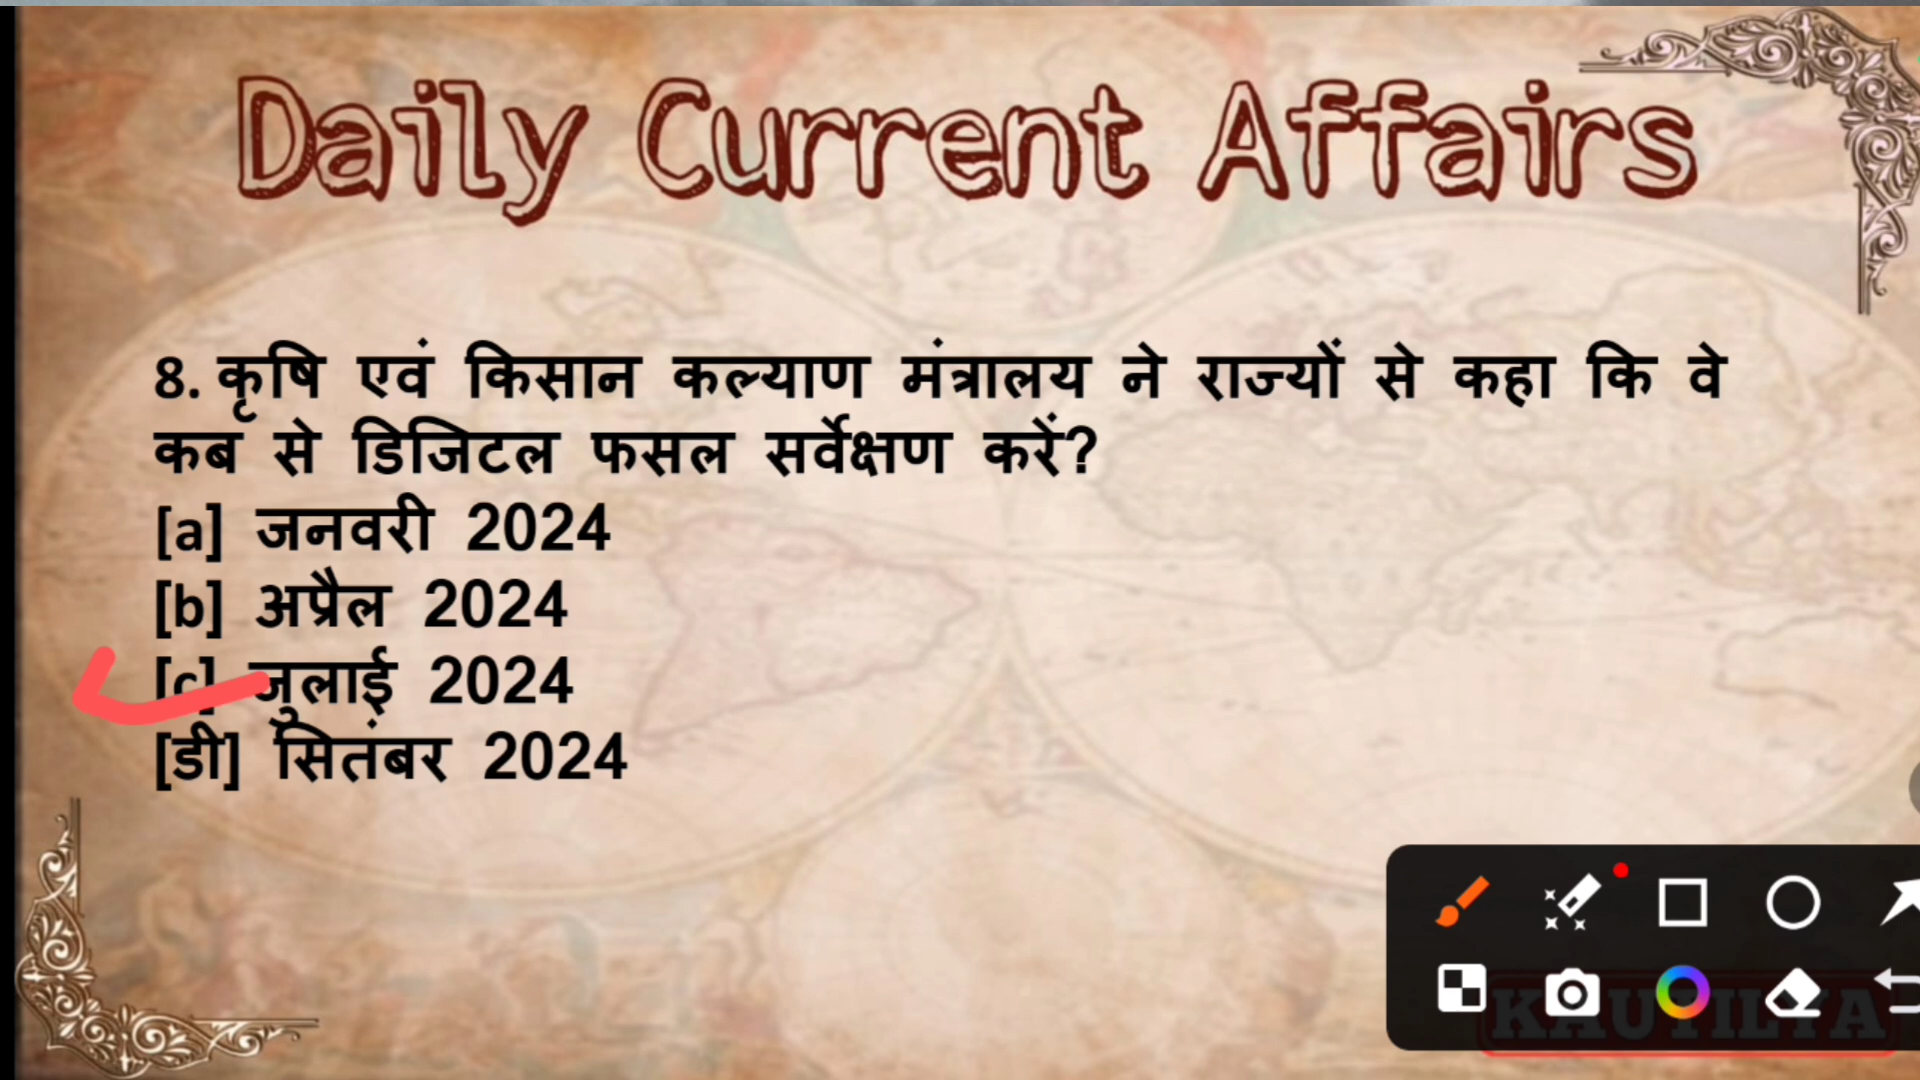 Daily Current Affairs
8. कृषि एवं किसान कल्याण मंत्रालय ने राज्यों से कहा कि वे
कब से डिजिटल फसल सर्वेक्षण करें?
[a] जनवरी 2024
[b] अप्रैल 2024
[c] जुलाई 2024
[डी] सितंबर 2024
KAUTILYA